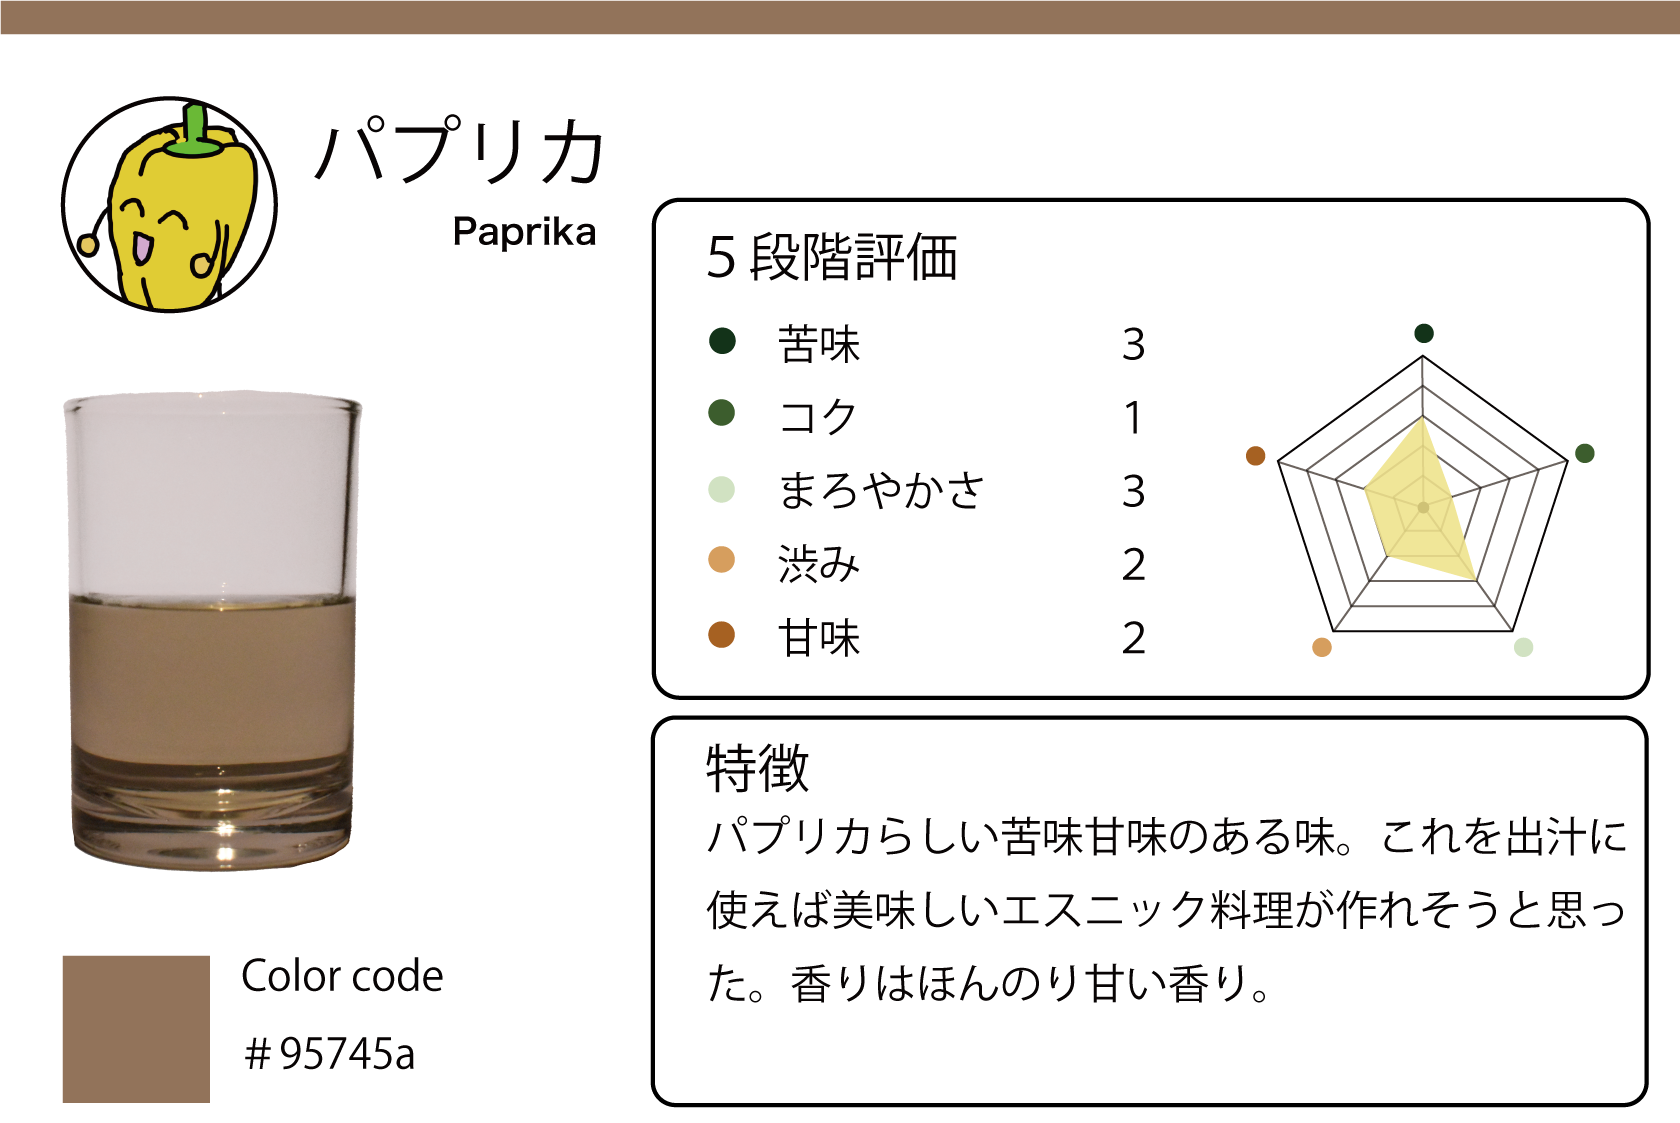 パプリカ
Paprika
5段階評価
苦味 3
コク 1
まろやかさ 3
渋み 2
甘味 2
特徴
パプリカらしい苦味甘味のある味。これを出汁に
使えば美味しいエスニック料理が作れそうと思っ
た。香りはほんのり甘い香り。
Color code
#95745a